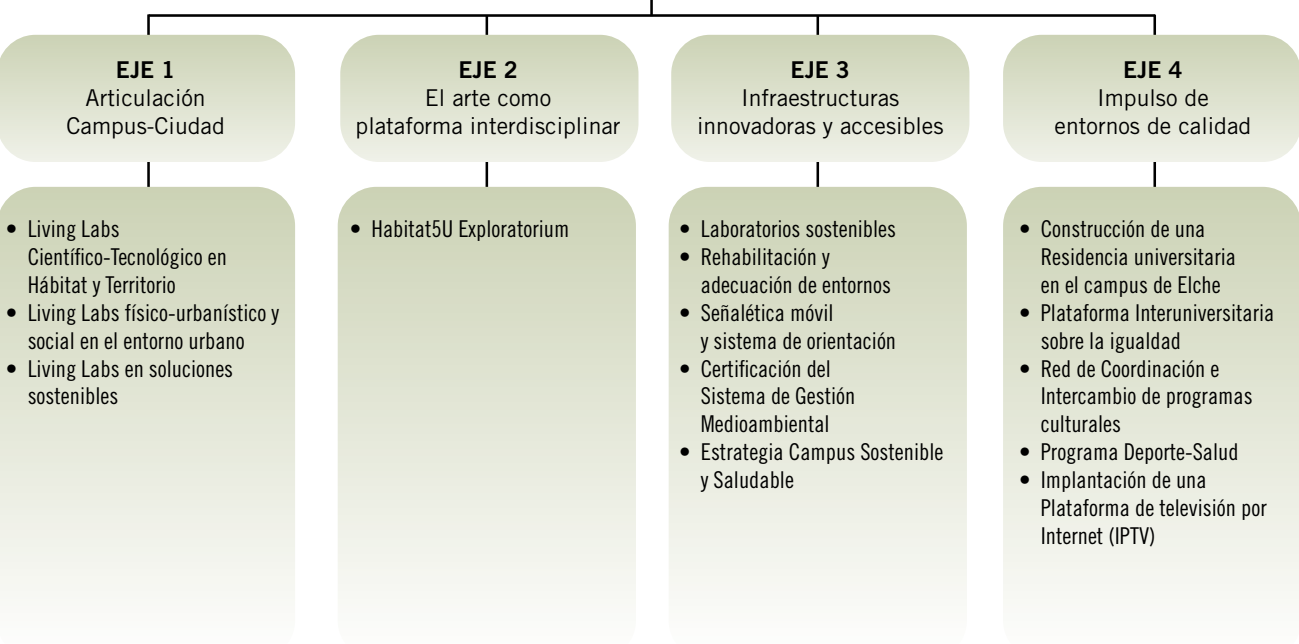 EJE 1
Articulación
Campus-Ciudad
EJE 2
El arte como
plataforma interdisciplinar
EJE 3
Infraestructuras
innovadoras y accesibles
EJE 4
Impulso de
entornos de calidad
• Living Labs
Científico-Tecnológico en
Hábitat y Territorio
• Living Labs físico-urbanístico y
social en el entorno urbano
• Living Labs en soluciones
sostenibles
• Habitat5U Exploratorium
• Laboratorios sostenibles
• Rehabilitación y
adecuación de entornos
• Señalética móvil
y sistema de orientación
• Certificación del
Sistema de Gestión
Medioambiental
• Estrategia Campus Sostenible
y Saludable
• Construcción de una
Residencia universitaria
en el campus de Elche
• Plataforma Interuniversitaria
sobre la igualdad
• Red de Coordinación e
Intercambio de programas
culturales
• Programa Deporte-Salud
• Implantación de una
Plataforma de televisión por
Internet (IPTV)